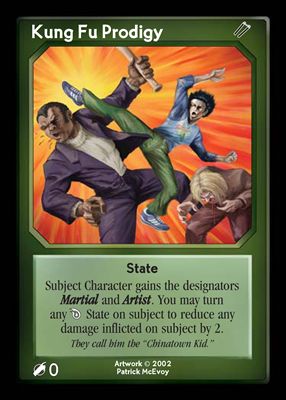 Kung Fu Prodigy
State
Subject Character gains the designators
Martial and Artist. You may turn
any State on subject to reduce any
damage inflicted on subject by 2.
They call him the “Chinatown Kid.”
0
Artwork © 2002
Patrick McEvoy